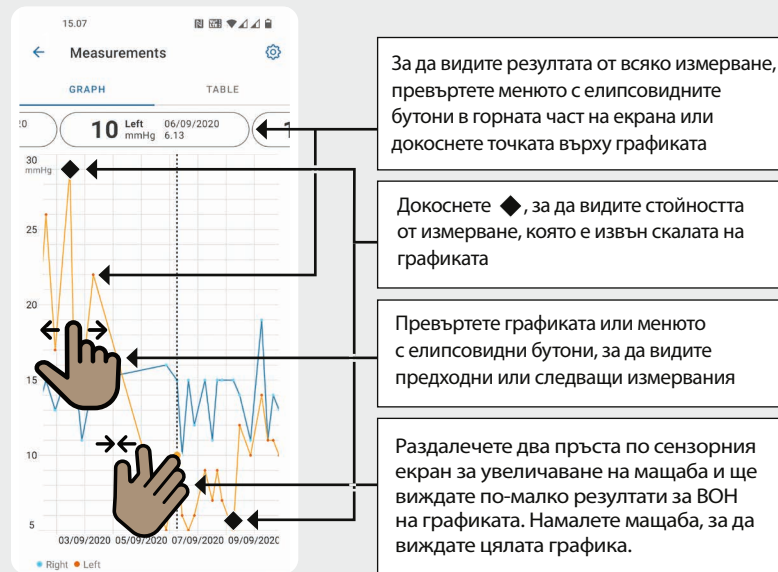 15.07
Measurements
GRAPH TABLE
10 Left mmHg 06/09/2020 6.13
За да видите резултата от всяко измерване,
превъртете менюто с елипсовидните
бутони в горната част на екрана или
докоснете точката върху графиката
Докоснете ◆, за да видите стойността
от измерване, която е извън скалата на
графиката
Превъртете графиката или менюто
с елипсовидни бутони, за да видите
предходни или следващи измервания
Раздалечете два пръста по сензорния
екран за увеличаване на мащаба и ще
виждате по-малко резултати за ВОН
на графиката. Намалете мащаба, за да
виждате цялата графика.
30
mmHg
25
20
15
10
5
03/09/2020 05/09/2020 07/09/2020 09/09/202
Right Left